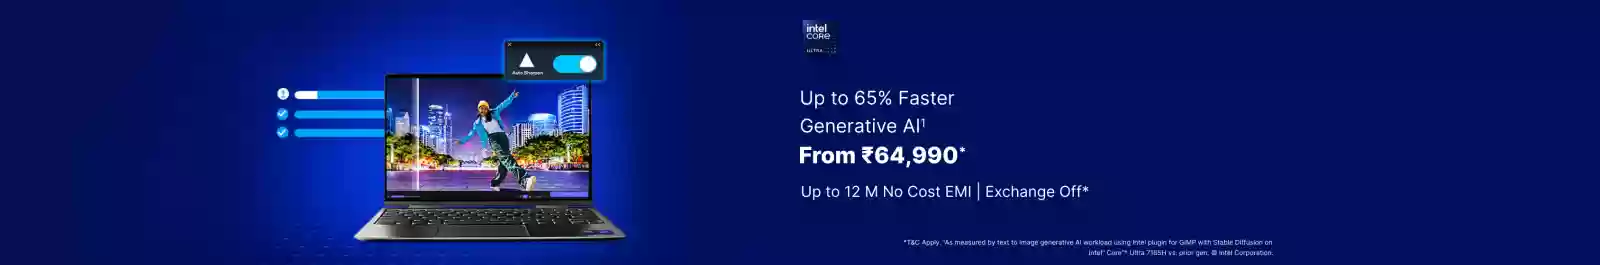 Auto Sharpen
intel
CORE
ULTRA
Up to 65% Faster
Generative AI¹
From ₹64,990*
Up to 12 M No Cost EMI | Exchange Off*
*T&C Apply. ¹As measured by text to image generative AI workload using Intel plugin for GIMP with Stable Diffusion on
Intel® Core™ Ultra 7165H vs. prior gen. © Intel Corporation.